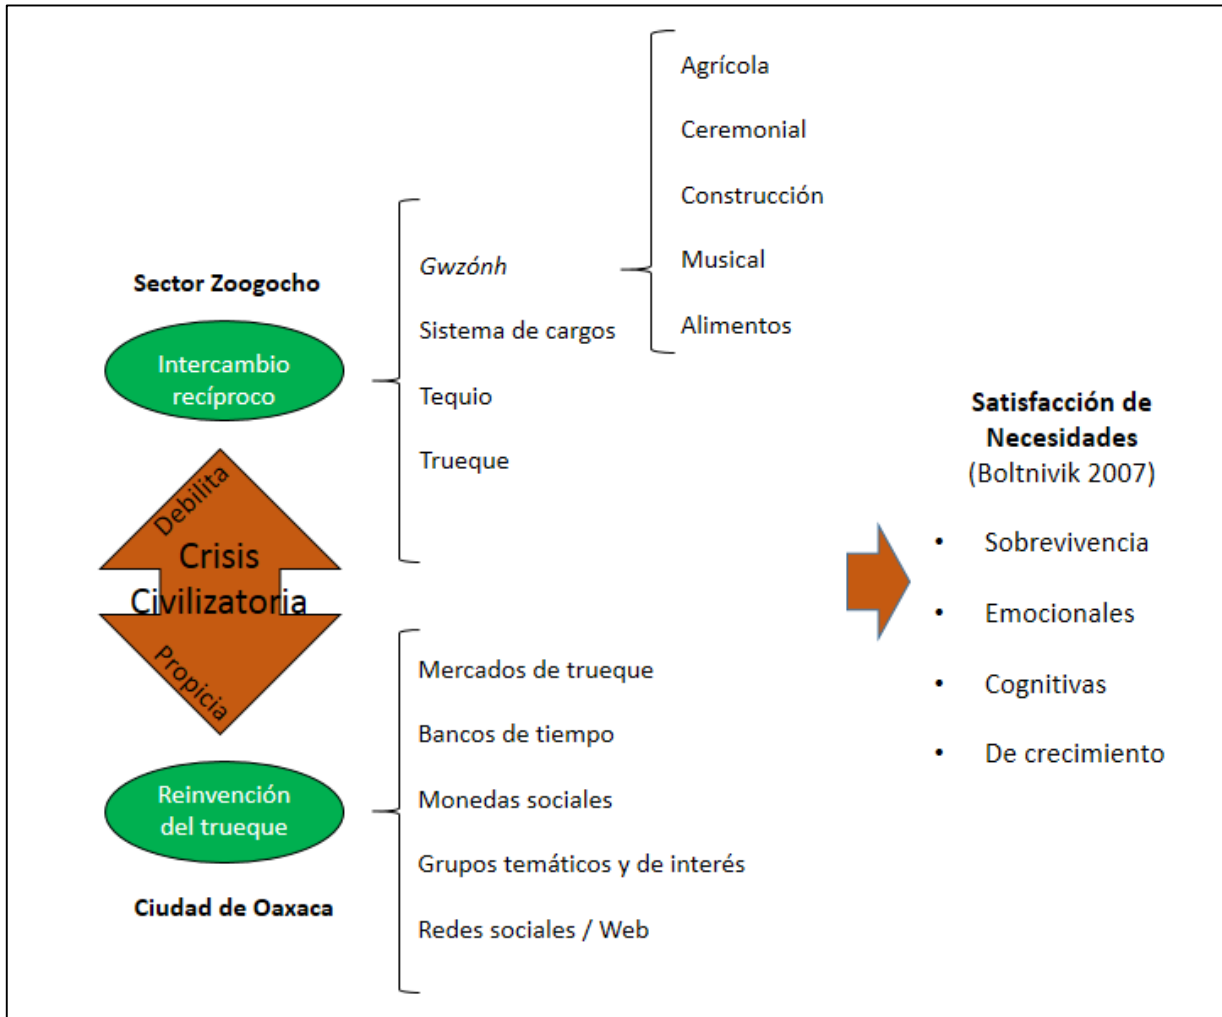 Sector Zoogocho
Intercambio
recíproco
Gwzónh
Sistema de cargos
Tequio
Trueque
Agrícola
Ceremonial
Construcción
Musical
Alimentos
Debilita
Crisis
Civilizatoria
Propicia
Reinvención
del trueque
Ciudad de Oaxaca
Mercados de trueque
Bancos de tiempo
Monedas sociales
Grupos temáticos y de interés
Redes sociales / Web
Satisfacción de
Necesidades
(Boltnivik 2007)
• Sobrevivencia
• Emocionales
• Cognitivas
• De crecimiento